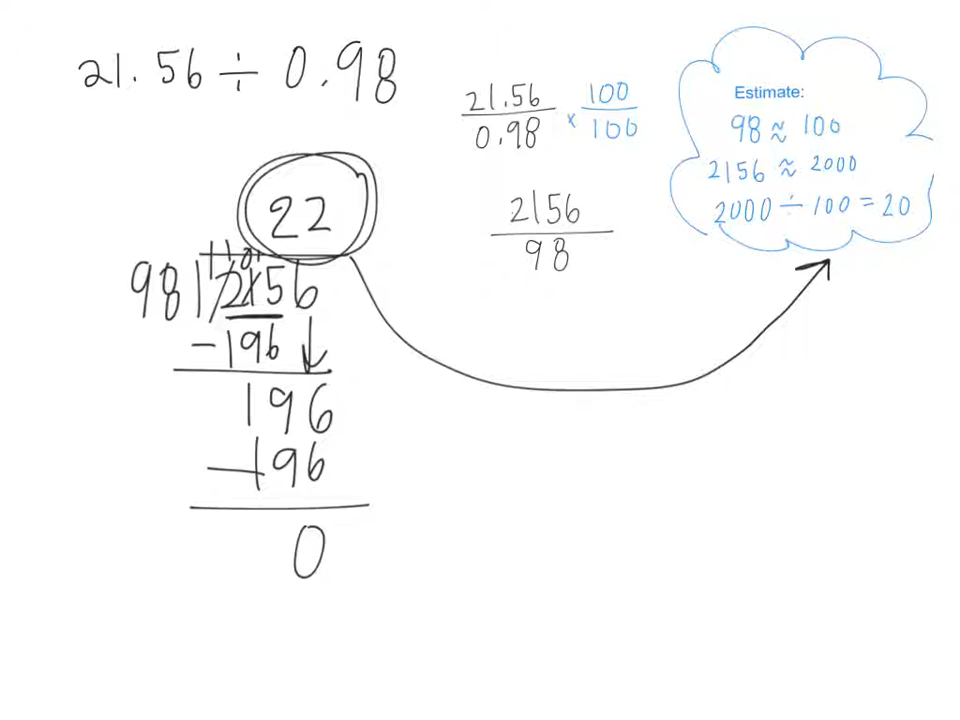 21.56 ÷ 0.98
21.56 / 0.98 × 100 / 100
2156 / 98
Estimate:
98 ≈ 100
2156 ≈ 2000
2000 ÷ 100 = 20
22
98 2156
-196
196
-196
0